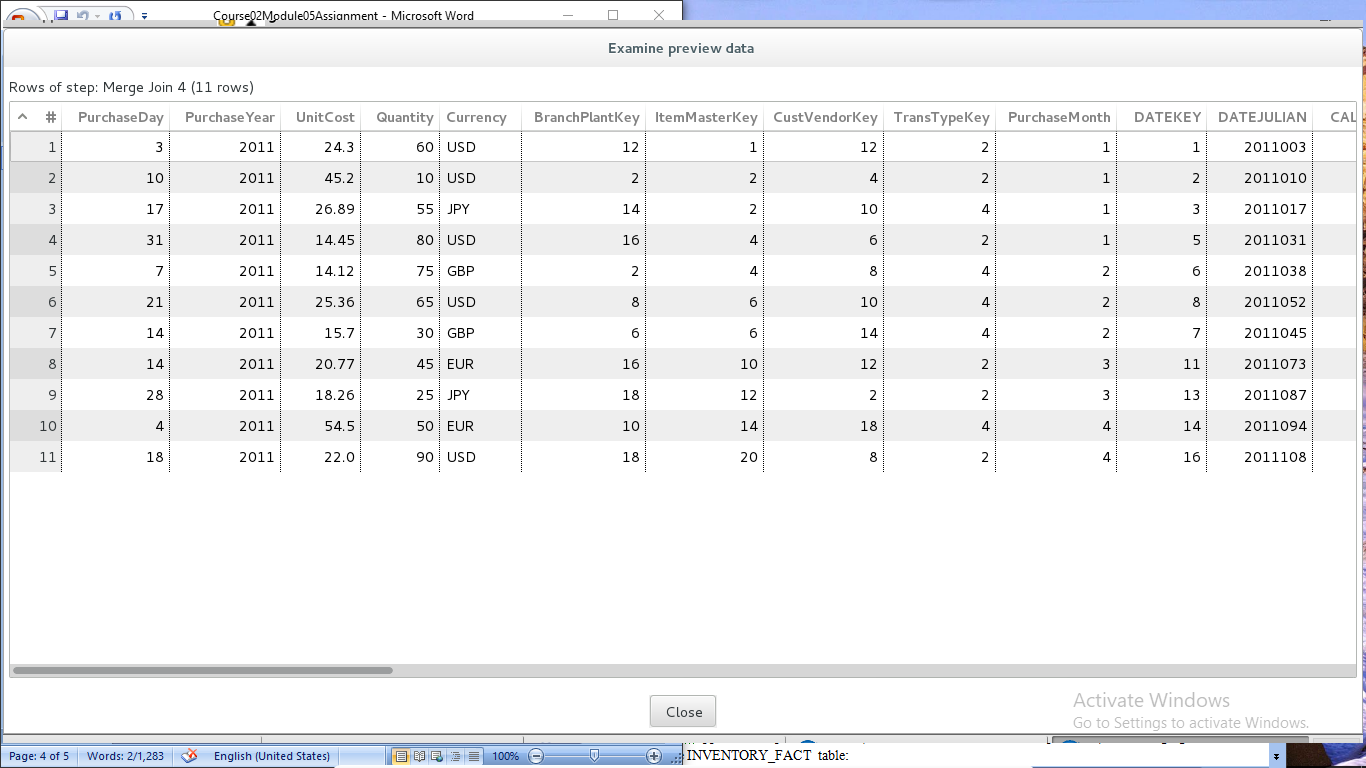 Course02Module05Assignment - Microsoft Word
Examine preview data
Rows of step: Merge Join 4 (11 rows)
# PurchaseDay PurchaseYear UnitCost Quantity Currency BranchPlantKey ItemMasterKey CustVendorKey TransTypeKey PurchaseMonth DATEKEY DATEJULIAN CAL
1 3 2011 24.3 60 USD 12 1 12 2 1 1 2011003
2 10 2011 45.2 10 USD 2 2 4 2 1 2 2011010
3 17 2011 26.89 55 JPY 14 2 10 4 1 3 2011017
4 31 2011 14.45 80 USD 16 4 6 2 1 5 2011031
5 7 2011 14.12 75 GBP 2 4 8 4 2 6 2011038
6 21 2011 25.36 65 USD 8 6 10 4 2 8 2011052
7 14 2011 15.7 30 GBP 6 6 14 4 2 7 2011045
8 14 2011 20.77 45 EUR 16 10 12 2 3 11 2011073
9 28 2011 18.26 25 JPY 18 12 2 2 3 13 2011087
10 4 2011 54.5 50 EUR 10 14 18 4 4 14 2011094
11 18 2011 22.0 90 USD 18 20 8 2 4 16 2011108
Close
Activate Windows
Go to Settings to activate Windows.
Page: 4 of 5 Words: 2/1,283 English (United States) 100% INVENTORY_FACT table: